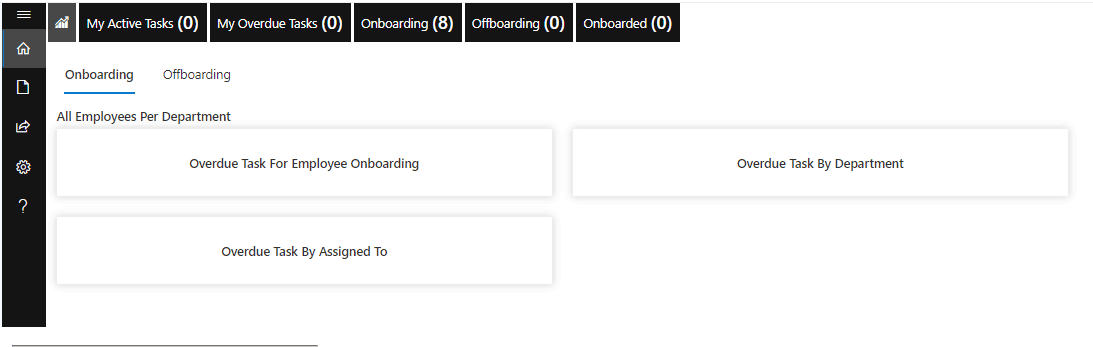 My Active Tasks (0) My Overdue Tasks (0) Onboarding (8) Offboarding (0) Onboarded (0)
Onboarding Offboarding
All Employees Per Department
Overdue Task For Employee Onboarding Overdue Task By Department
Overdue Task By Assigned To
?